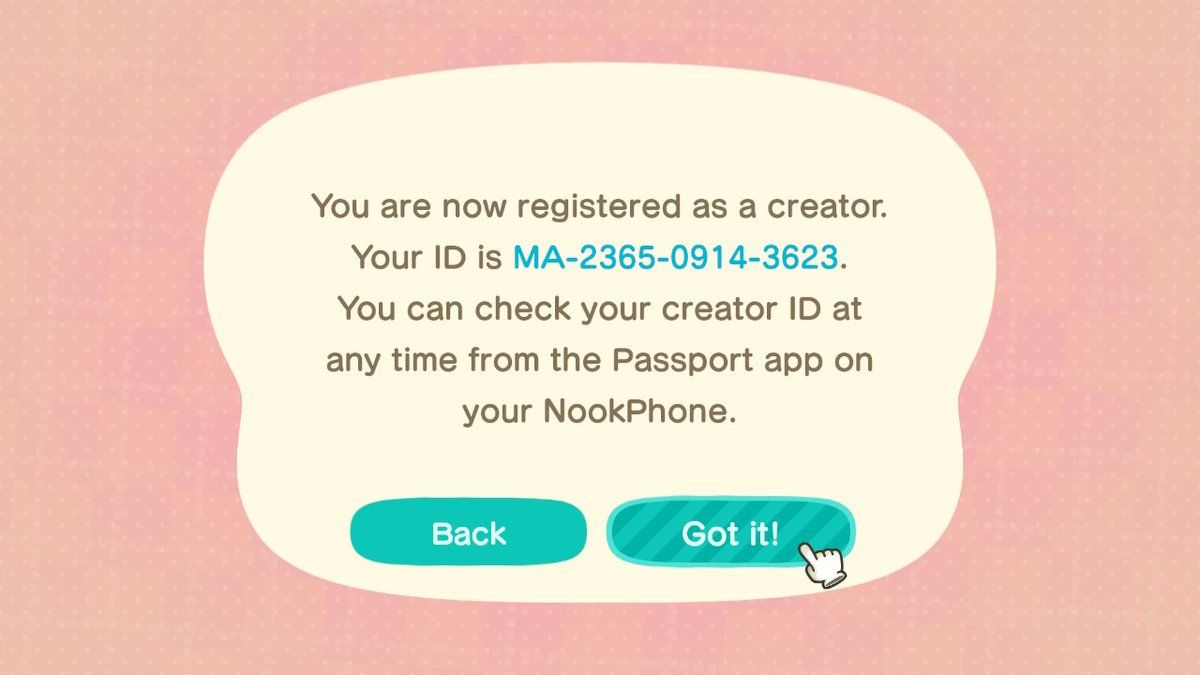 You are now registered as a creator.
Your ID is MA-2365-0914-3623.
You can check your creator ID at
any time from the Passport app on
your NookPhone.
Back
Got it!